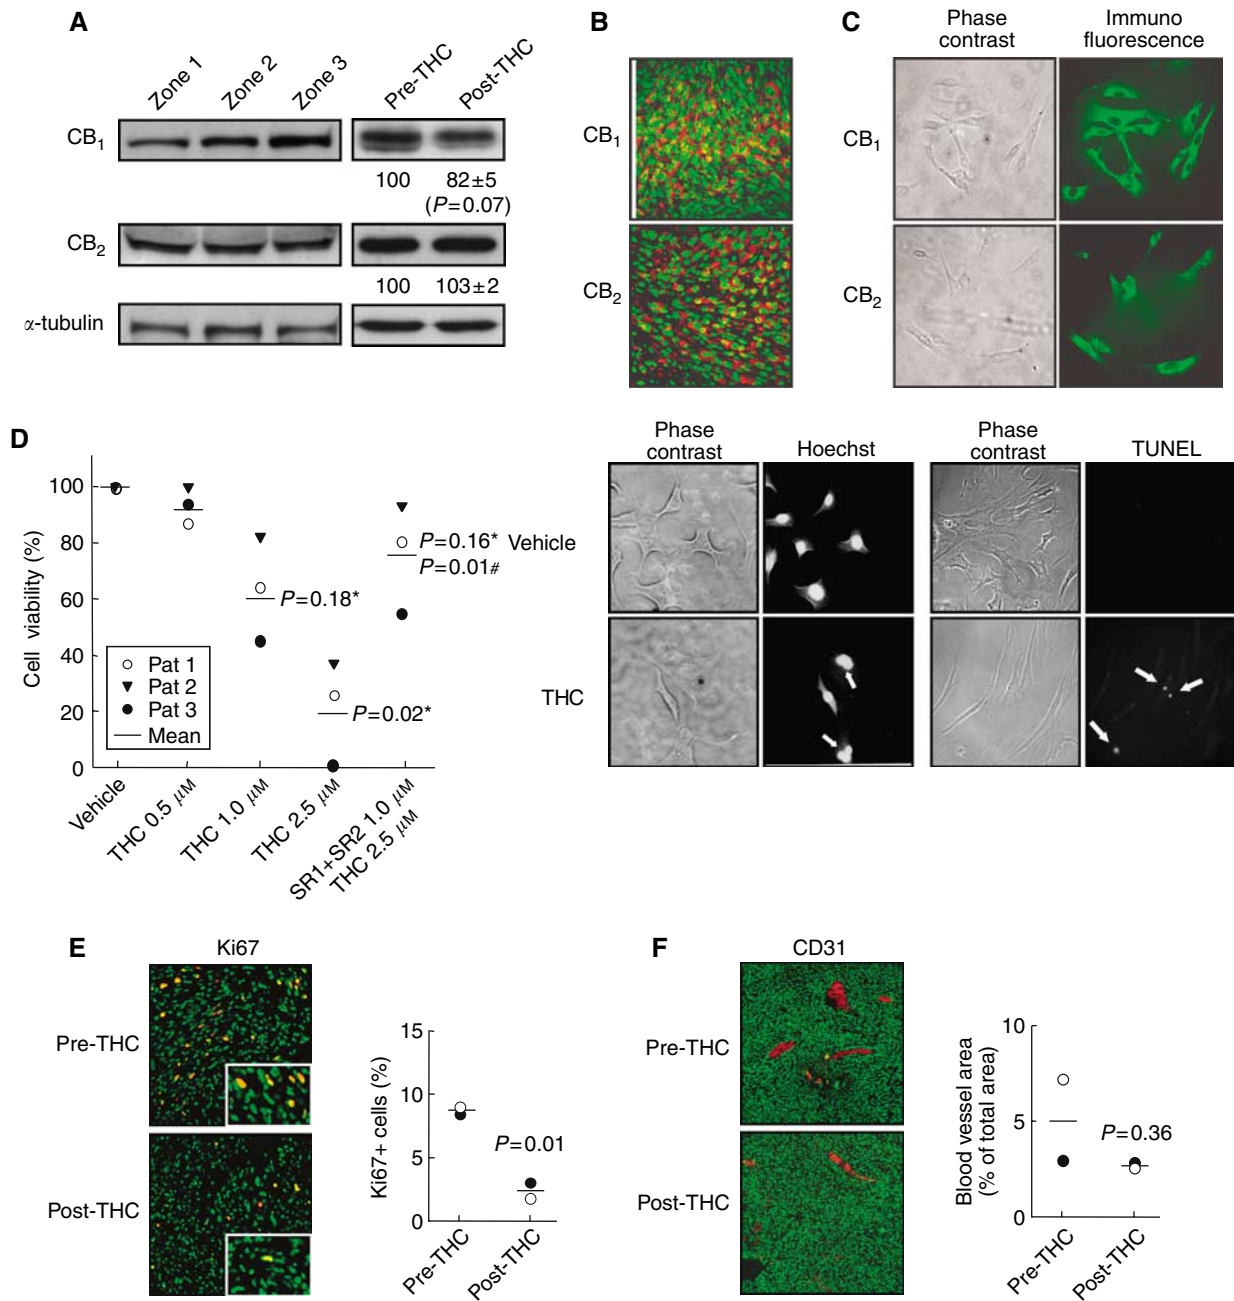 A
Zone 1
Zone 2
Zone 3
Pre-THC
Post-THC
CB1
100
82±5
(P=0.07)
CB2
100
103±2
α-tubulin
B
CB1
CB2
C
Phase
contrast
Immuno
fluorescence
CB1
CB2
D
Cell viability (%)
100
80
60
40
20
0
P=0.18*
P=0.02*
P=0.16*
P=0.01#
Pat 1
Pat 2
Pat 3
Mean
Vehicle
THC 0.5 μM
THC 1.0 μM
THC 2.5 μM
SR1+SR2 1.0 μM
THC 2.5 μM
Phase
contrast
Hoechst
Phase
contrast
TUNEL
Vehicle
THC
E
Ki67
Pre-THC
Post-THC
Ki67+ cells (%)
15
10
5
0
P=0.01
Pre-THC
Post-THC
F
CD31
Pre-THC
Post-THC
Blood vessel area
(% of total area)
10
5
0
P=0.36
Pre-THC
Post-THC